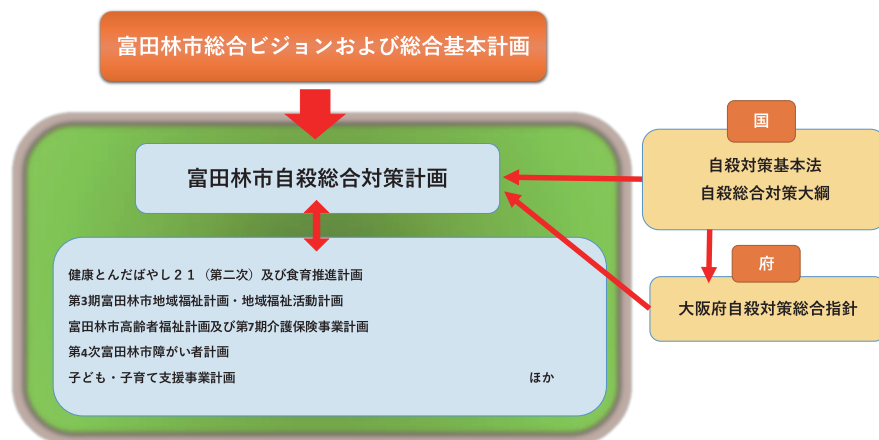 富田林市総合ビジョンおよび総合基本計画
富田林市自殺総合対策計画
健康とんだばやし２１（第二次）及び食育推進計画
第3期富田林市地域福祉計画・地域福祉活動計画
富田林市高齢者福祉計画及び第7期介護保険事業計画
第4次富田林市障がい者計画
子ども・子育て支援事業計画 ほか
国
自殺対策基本法
自殺総合対策大綱
府
大阪府自殺対策総合指針